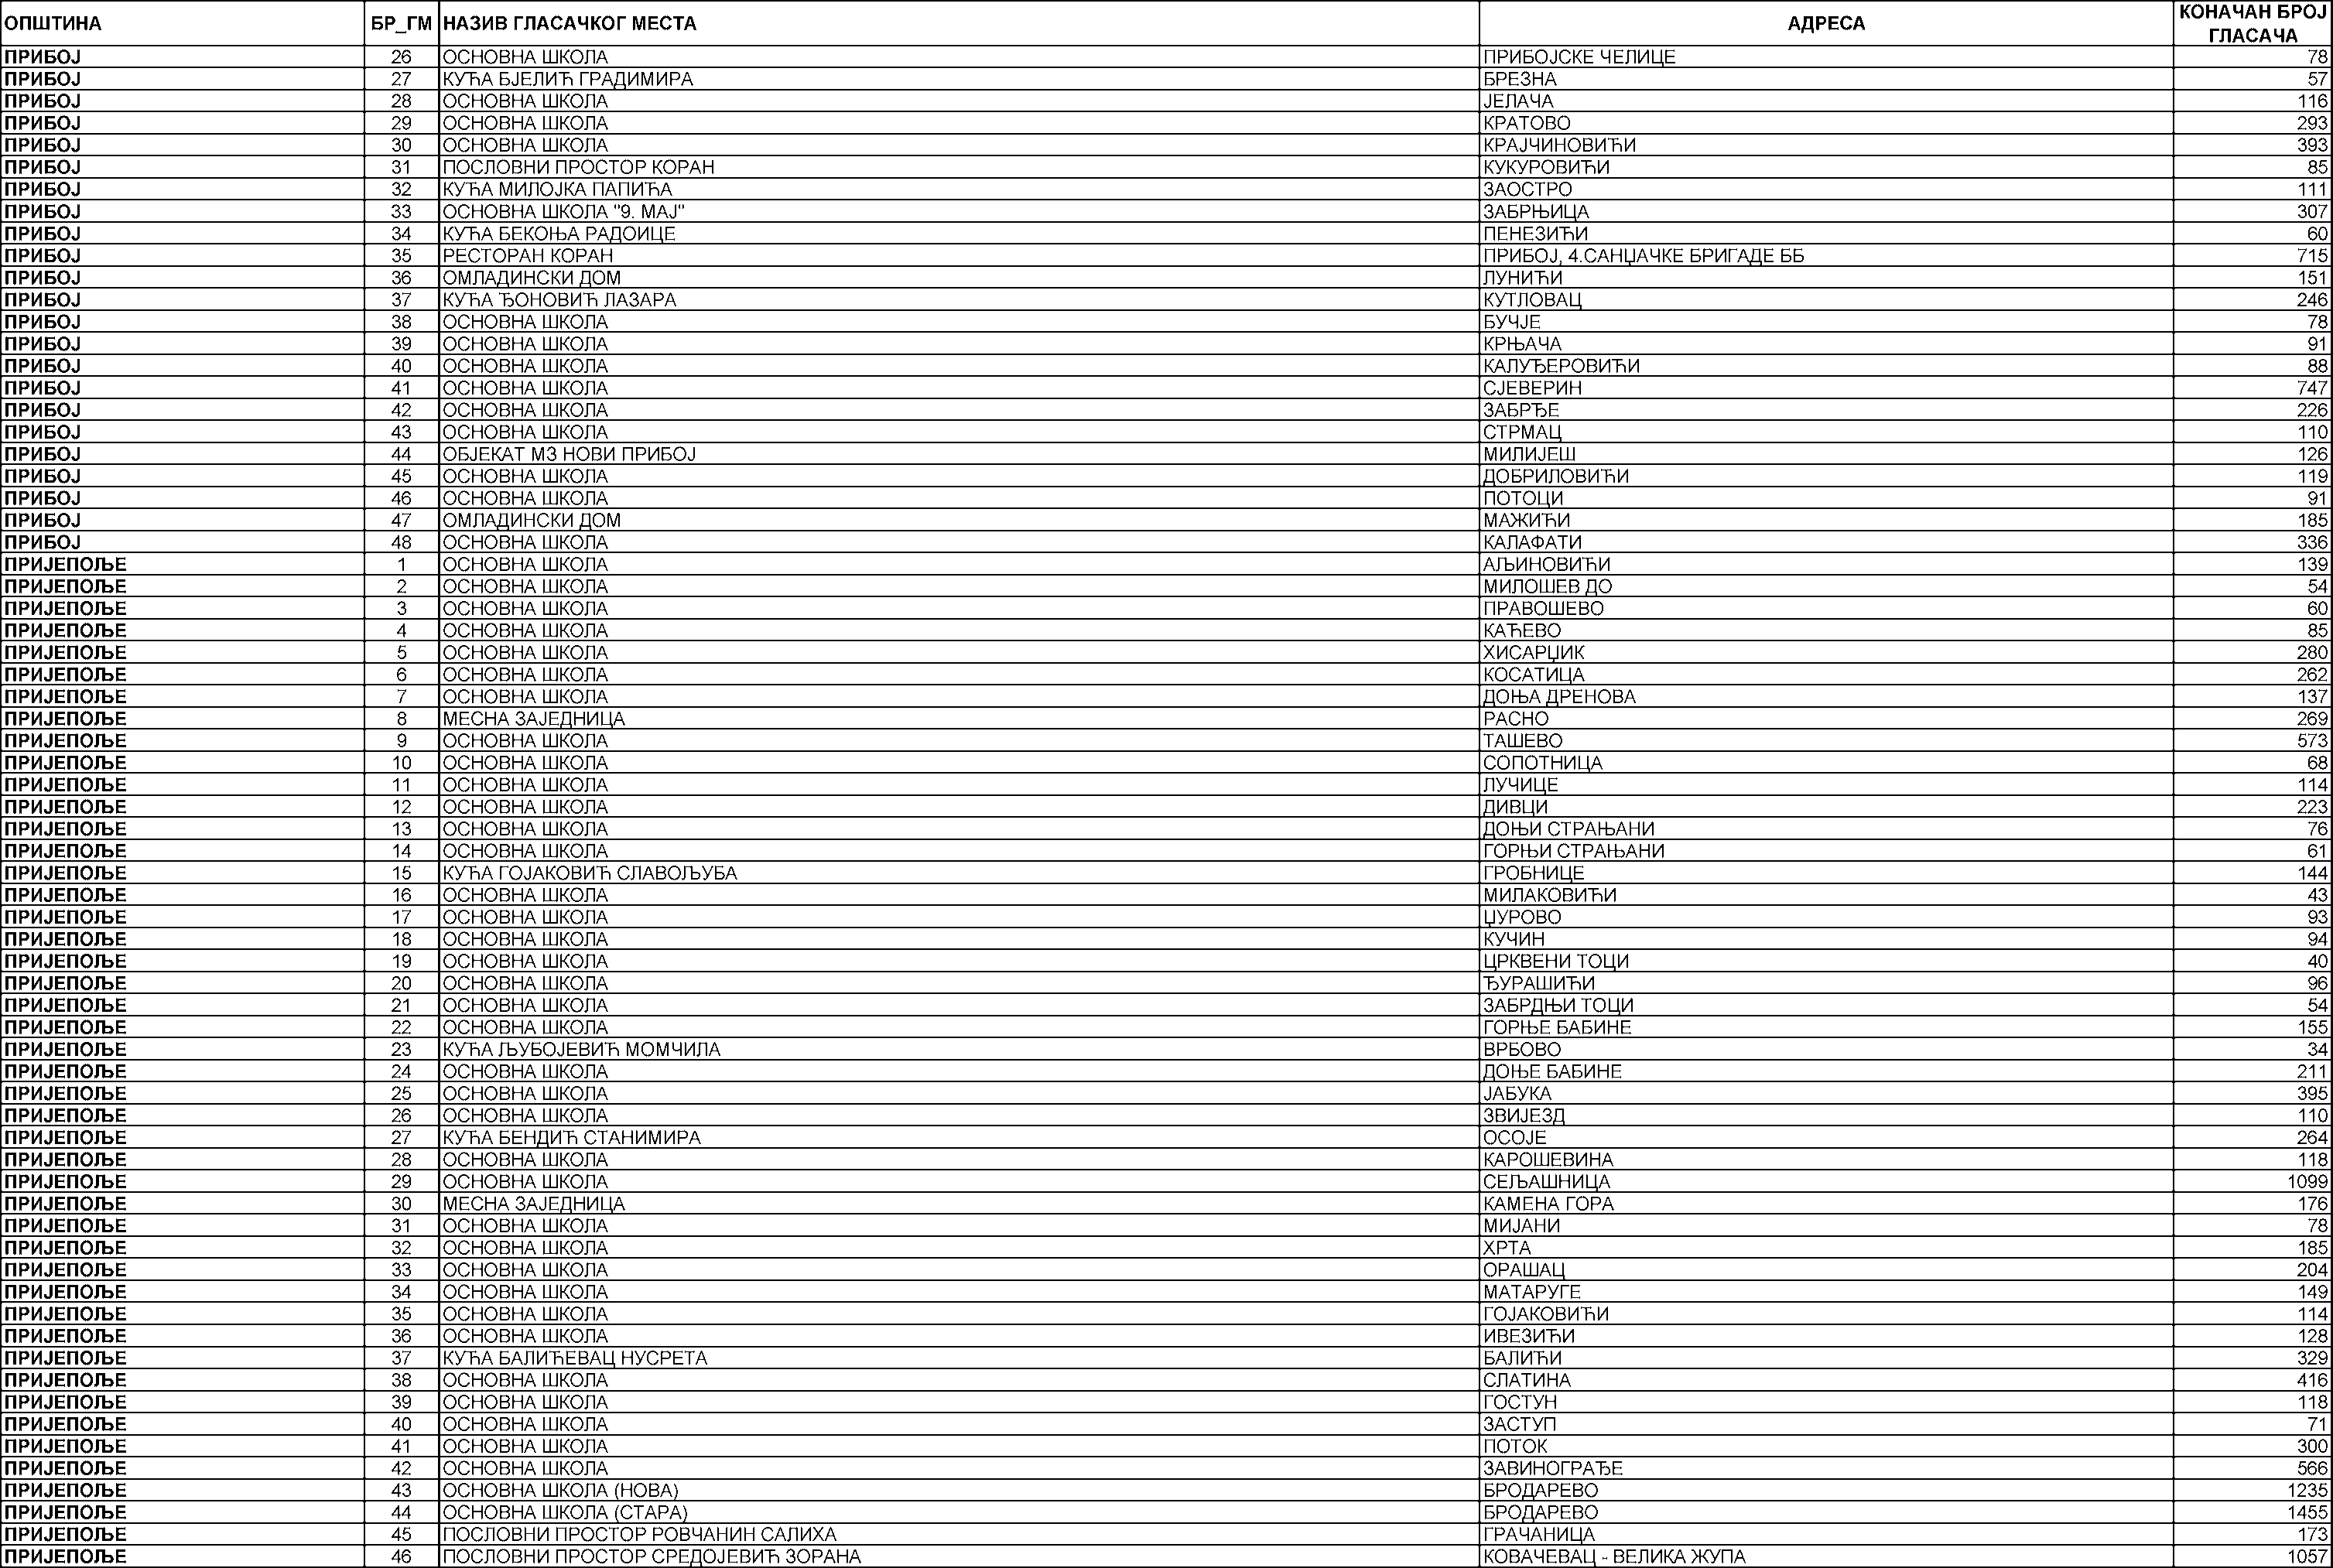 ОПШТИНА БР_ГМ НАЗИВ ГЛАСАЧКОГ МЕСТА АДРЕСА КОНАЧАН БРОЈ ГЛАСАЧА
ПРИБОЈ 26 ОСНОВНА ШКОЛА ПРИБОЈСКЕ ЧЕЛИЦЕ 78
ПРИБОЈ 27 КУЋА БЈЕЛИЋ ГРАДИМИРА БРЕЗНА 57
ПРИБОЈ 28 ОСНОВНА ШКОЛА ЈЕЛАЧА 116
ПРИБОЈ 29 ОСНОВНА ШКОЛА КРАТОВО 293
ПРИБОЈ 30 ОСНОВНА ШКОЛА КРАЈЧИНОВИЋИ 393
ПРИБОЈ 31 ПОСЛОВНИ ПРОСТОР КОРАН КУКУРОВИЋИ 85
ПРИБОЈ 32 КУЋА МИЛОЈКА ПАПИЋА ЗАОСТРО 111
ПРИБОЈ 33 ОСНОВНА ШКОЛА "9. МАЈ" ЗАБРЊИЦА 307
ПРИБОЈ 34 КУЋА БЕКОЊА РАДОИЦЕ ПЕНЕЗИЋИ 60
ПРИБОЈ 35 РЕСТОРАН КОРАН ПРИБОЈ, 4.САНЏАЧКЕ БРИГАДЕ ББ 715
ПРИБОЈ 36 ОМЛАДИНСКИ ДОМ ЛУНИЋИ 151
ПРИБОЈ 37 КУЋА ЂОНОВИЋ ЛАЗАРА КУТЛОВАЦ 246
ПРИБОЈ 38 ОСНОВНА ШКОЛА БУЧЈЕ 78
ПРИБОЈ 39 ОСНОВНА ШКОЛА КРЊАЧА 91
ПРИБОЈ 40 ОСНОВНА ШКОЛА КАЛУЂЕРОВИЋИ 88
ПРИБОЈ 41 ОСНОВНА ШКОЛА СЈЕВЕРИН 747
ПРИБОЈ 42 ОСНОВНА ШКОЛА ЗАБРЂЕ 226
ПРИБОЈ 43 ОСНОВНА ШКОЛА СТРМАЦ 110
ПРИБОЈ 44 ОБЈЕКАТ МЗ НОВИ ПРИБОЈ МИЛИЈЕШ 126
ПРИБОЈ 45 ОСНОВНА ШКОЛА ДОБРИЛОВИЋИ 119
ПРИБОЈ 46 ОСНОВНА ШКОЛА ПОТОЦИ 91
ПРИБОЈ 47 ОМЛАДИНСКИ ДОМ МАЖИЋИ 185
ПРИБОЈ 48 ОСНОВНА ШКОЛА КАЛАФАТИ 336
ПРИЈЕПОЉЕ 1 ОСНОВНА ШКОЛА АЉИНОВИЋИ 139
ПРИЈЕПОЉЕ 2 ОСНОВНА ШКОЛА МИЛОШЕВ ДО 54
ПРИЈЕПОЉЕ 3 ОСНОВНА ШКОЛА ПРАВОШЕВО 60
ПРИЈЕПОЉЕ 4 ОСНОВНА ШКОЛА КАЋЕВО 85
ПРИЈЕПОЉЕ 5 ОСНОВНА ШКОЛА ХИСАРЏИК 280
ПРИЈЕПОЉЕ 6 ОСНОВНА ШКОЛА КОСАТИЦА 262
ПРИЈЕПОЉЕ 7 ОСНОВНА ШКОЛА ДОЊА ДРЕНОВА 137
ПРИЈЕПОЉЕ 8 МЕСНА ЗАЈЕДНИЦА РАСНО 269
ПРИЈЕПОЉЕ 9 ОСНОВНА ШКОЛА ТАШЕВО 573
ПРИЈЕПОЉЕ 10 ОСНОВНА ШКОЛА СОПОТНИЦА 68
ПРИЈЕПОЉЕ 11 ОСНОВНА ШКОЛА ЛУЧИЦЕ 114
ПРИЈЕПОЉЕ 12 ОСНОВНА ШКОЛА ДИВЦИ 223
ПРИЈЕПОЉЕ 13 ОСНОВНА ШКОЛА ДОЊИ СТРАЊАНИ 76
ПРИЈЕПОЉЕ 14 ОСНОВНА ШКОЛА ГОРЊИ СТРАЊАНИ 61
ПРИЈЕПОЉЕ 15 КУЋА ГОЈАКОВИЋ СЛАВОЉУБА ГРОБНИЦЕ 144
ПРИЈЕПОЉЕ 16 ОСНОВНА ШКОЛА МИЛАКОВИЋИ 43
ПРИЈЕПОЉЕ 17 ОСНОВНА ШКОЛА ЏУРОВО 93
ПРИЈЕПОЉЕ 18 ОСНОВНА ШКОЛА КУЧИН 94
ПРИЈЕПОЉЕ 19 ОСНОВНА ШКОЛА ЦРКВЕНИ ТОЦИ 40
ПРИЈЕПОЉЕ 20 ОСНОВНА ШКОЛА ЂУРАШИЋИ 96
ПРИЈЕПОЉЕ 21 ОСНОВНА ШКОЛА ЗАБРДЊИ ТОЦИ 54
ПРИЈЕПОЉЕ 22 ОСНОВНА ШКОЛА ГОРЊЕ БАБИНЕ 155
ПРИЈЕПОЉЕ 23 КУЋА ЉУБОЈЕВИЋ МОМЧИЛА ВРБОВО 34
ПРИЈЕПОЉЕ 24 ОСНОВНА ШКОЛА ДОЊЕ БАБИНЕ 211
ПРИЈЕПОЉЕ 25 ОСНОВНА ШКОЛА ЈАБУКА 395
ПРИЈЕПОЉЕ 26 ОСНОВНА ШКОЛА ЗВИЈЕЗД 110
ПРИЈЕПОЉЕ 27 КУЋА БЕНДИЋ СТАНИМИРА ОСОЈЕ 264
ПРИЈЕПОЉЕ 28 ОСНОВНА ШКОЛА КАРОШЕВИНА 118
ПРИЈЕПОЉЕ 29 ОСНОВНА ШКОЛА СЕЉАШНИЦА 1099
ПРИЈЕПОЉЕ 30 МЕСНА ЗАЈЕДНИЦА КАМЕНА ГОРА 176
ПРИЈЕПОЉЕ 31 ОСНОВНА ШКОЛА МИЈАНИ 78
ПРИЈЕПОЉЕ 32 ОСНОВНА ШКОЛА ХРТА 185
ПРИЈЕПОЉЕ 33 ОСНОВНА ШКОЛА ОРАШАЦ 204
ПРИЈЕПОЉЕ 34 ОСНОВНА ШКОЛА МАТАРУГЕ 149
ПРИЈЕПОЉЕ 35 ОСНОВНА ШКОЛА ГОЈАКОВИЋИ 114
ПРИЈЕПОЉЕ 36 ОСНОВНА ШКОЛА ИВЕЗИЋИ 128
ПРИЈЕПОЉЕ 37 КУЋА БАЛИЋЕВАЦ НУСРЕТА БАЛИЋИ 329
ПРИЈЕПОЉЕ 38 ОСНОВНА ШКОЛА СЛАТИНА 416
ПРИЈЕПОЉЕ 39 ОСНОВНА ШКОЛА ГОСТУН 118
ПРИЈЕПОЉЕ 40 ОСНОВНА ШКОЛА ЗАСТУП 71
ПРИЈЕПОЉЕ 41 ОСНОВНА ШКОЛА ПОТОК 300
ПРИЈЕПОЉЕ 42 ОСНОВНА ШКОЛА ЗАВИНОГРАЂЕ 566
ПРИЈЕПОЉЕ 43 ОСНОВНА ШКОЛА (НОВА) БРОДАРЕВО 1235
ПРИЈЕПОЉЕ 44 ОСНОВНА ШКОЛА (СТАРА) БРОДАРЕВО 1455
ПРИЈЕПОЉЕ 45 ПОСЛОВНИ ПРОСТОР РОВЧАНИН САЛИХА ГРАЧАНИЦА 173
ПРИЈЕПОЉЕ 46 ПОСЛОВНИ ПРОСТОР СРЕДОЈЕВИЋ ЗОРАНА КОВАЧЕВАЦ - ВЕЛИКА ЖУПА 1057